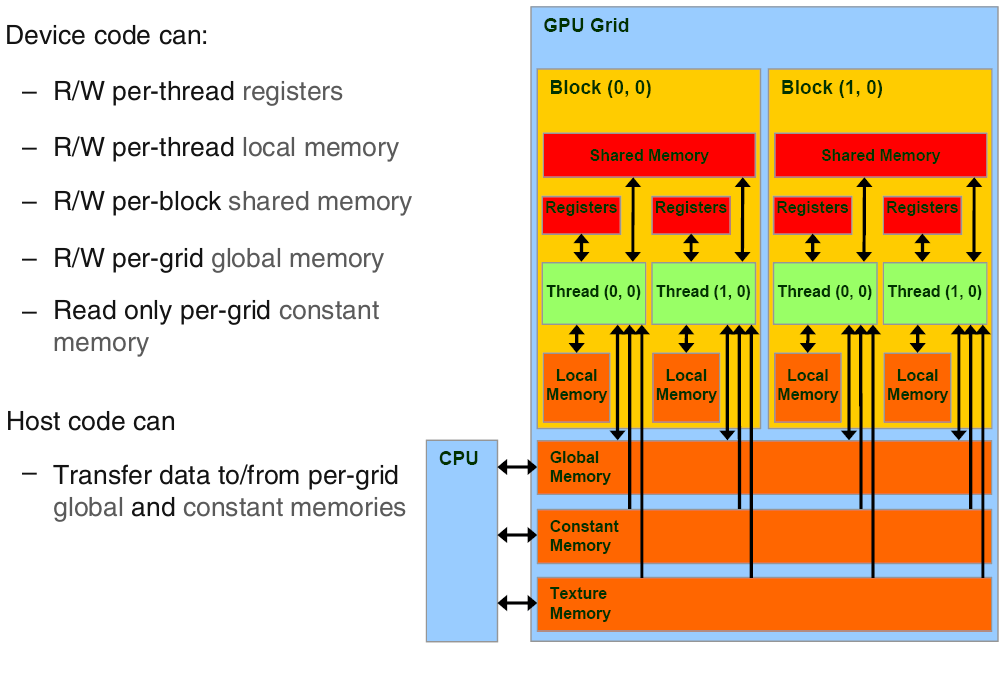 Device code can:
– R/W per-thread registers
– R/W per-thread local memory
– R/W per-block shared memory
– R/W per-grid global memory
– Read only per-grid constant
memory
Host code can
– Transfer data to/from per-grid
global and constant memories
GPU Grid
Block (0, 0)
Shared Memory
Registers
Registers
Thread (0, 0)
Thread (1, 0)
Local
Memory
Local
Memory
Block (1, 0)
Shared Memory
Registers
Registers
Thread (0, 0)
Thread (1, 0)
Local
Memory
Local
Memory
CPU
Global
Memory
Constant
Memory
Texture
Memory